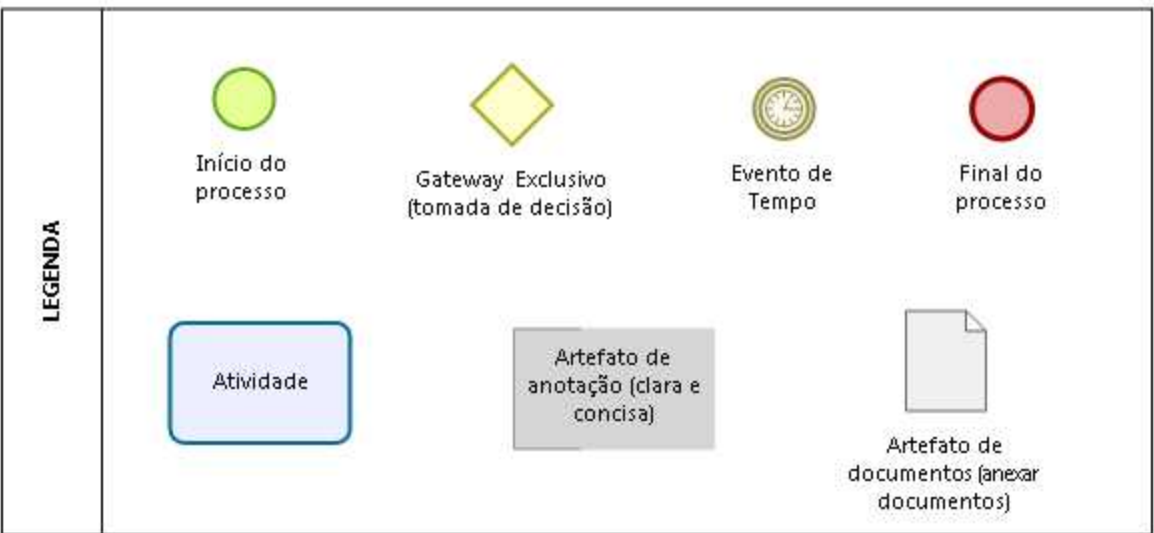 LEGENDA
Início do
processo
Gateway Exclusivo
(tomada de decisão)
Evento de
Tempo
Final do
processo
Atividade
Artefato de
anotação (clara e
concisa)
Artefato de
documentos (anexar
documentos)